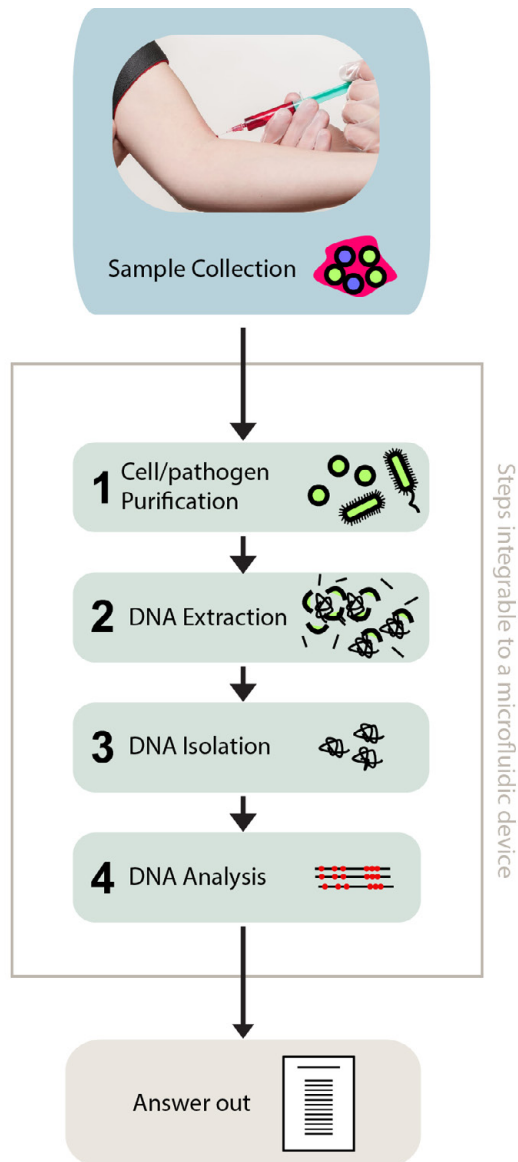 Sample Collection
1 Cell/pathogen
Purification
2 DNA Extraction
3 DNA Isolation
4 DNA Analysis
Steps integrable to a microfluidic device
Answer out